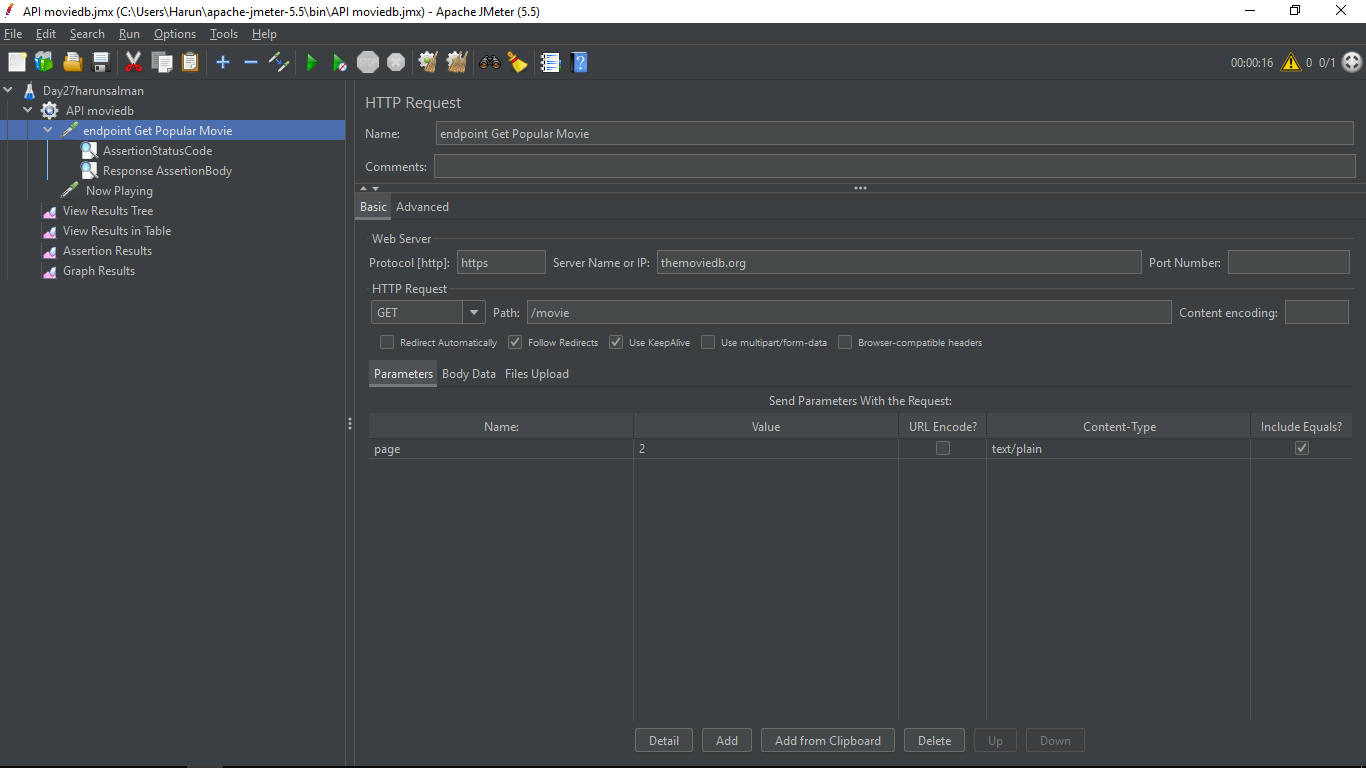 API moviedb.jmx (C:\Users\Harun\apache-jmeter-5.5\bin\API moviedb.jmx) - Apache JMeter (5.5)
File Edit Search Run Options Tools Help
STOP 00:00:16 0 0/1
Day27harunsalman
API moviedb
endpoint Get Popular Movie
AssertionStatusCode
Response AssertionBody
Now Playing
View Results Tree
View Results in Table
Assertion Results
Graph Results
HTTP Request
Name: endpoint Get Popular Movie
Comments:
Basic Advanced
Web Server
Protocol [http]: https Server Name or IP: themoviedb.org Port Number:
HTTP Request
GET Path: /movie Content encoding:
Redirect Automatically Follow Redirects Use KeepAlive Use multipart/form-data Browser-compatible headers
Parameters Body Data Files Upload
Send Parameters With the Request:
Name: Value URL Encode? Content-Type Include Equals?
page 2 text/plain
Detail Add Add from Clipboard Delete Up Down